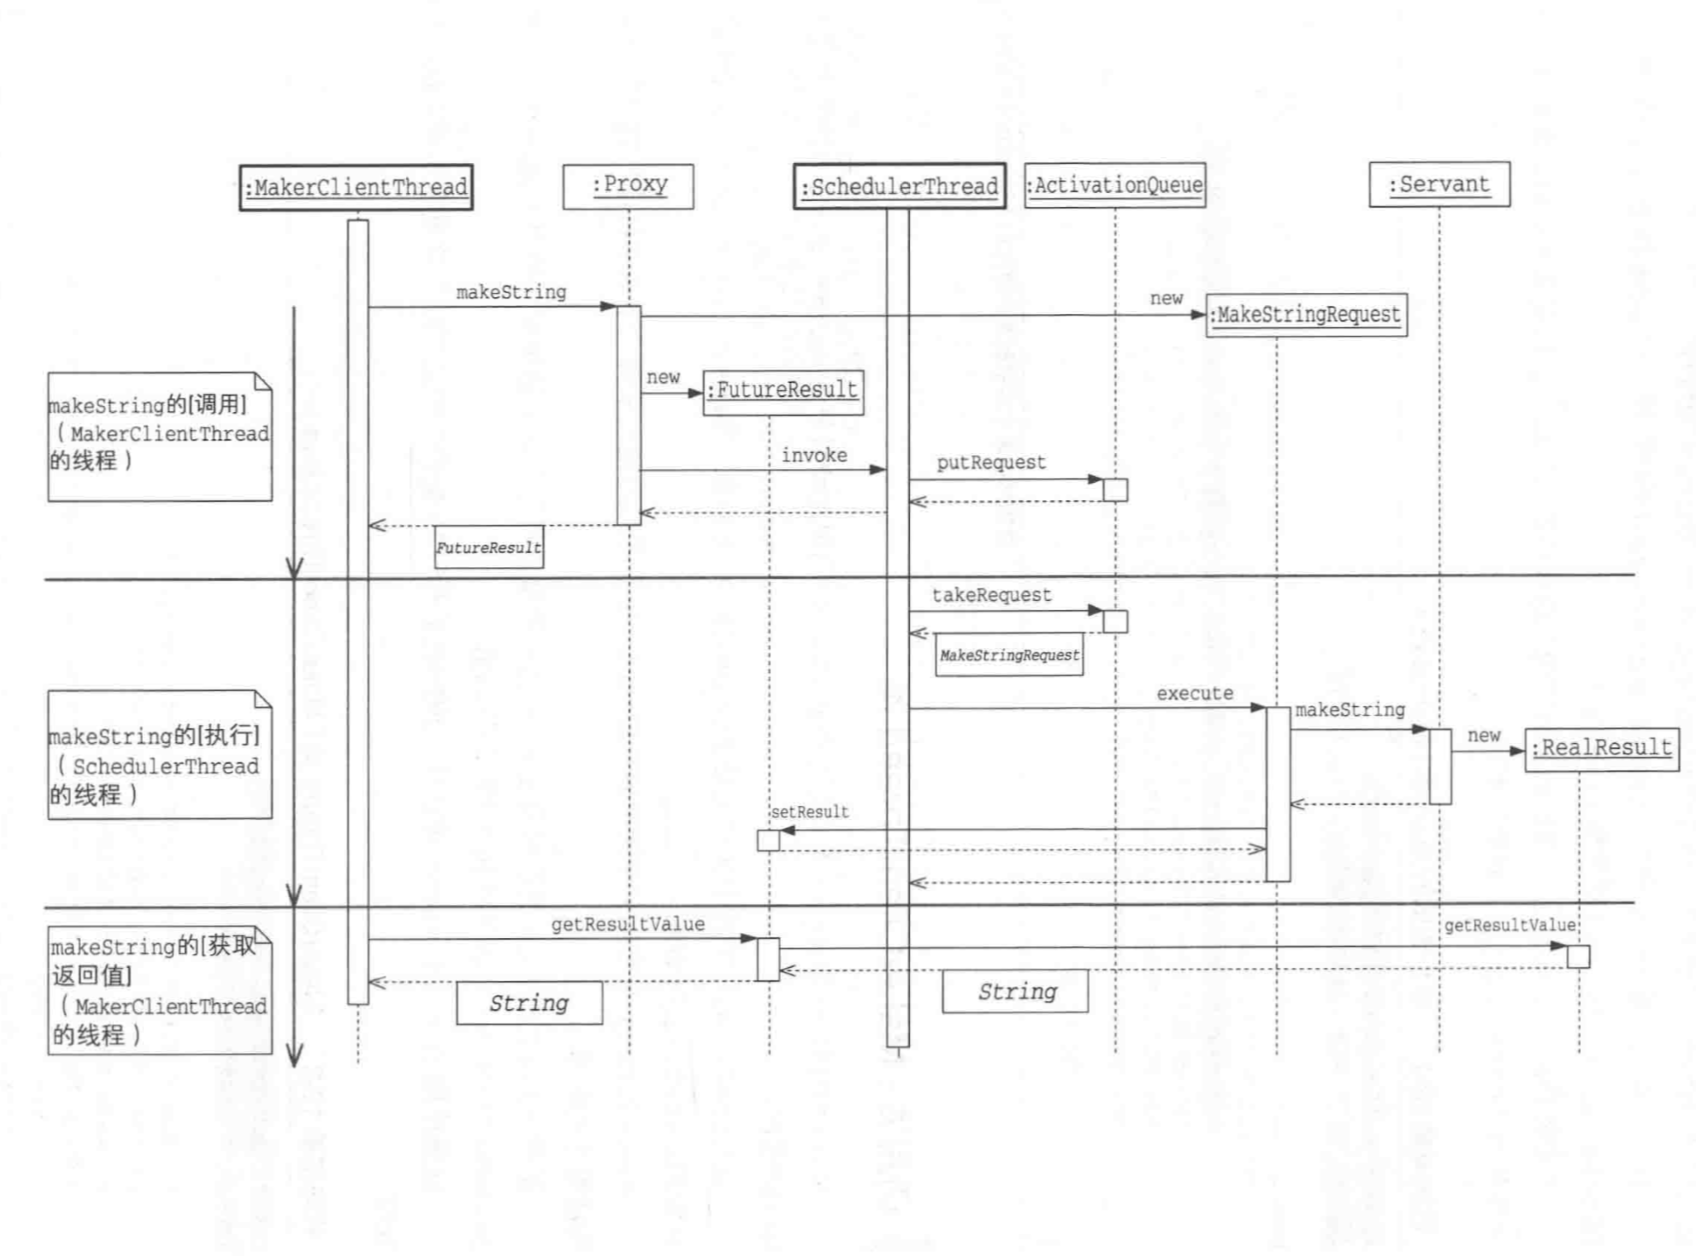 :MakerClientThread
:Proxy
:SchedulerThread
:ActivationQueue
:Servant
makeString
new
:MakeStringRequest
new
:FutureResult
makeString的[调用]
（MakerClientThread
的线程）
invoke
putRequest
FutureResult
takeRequest
MakeStringRequest
execute
makeString
new
:RealResult
makeString的[执行]
（SchedulerThread
的线程）
setResult
getResultValue
getResultValue
makeString的[获取
返回值]
（MakerClientThread
的线程）
String
String